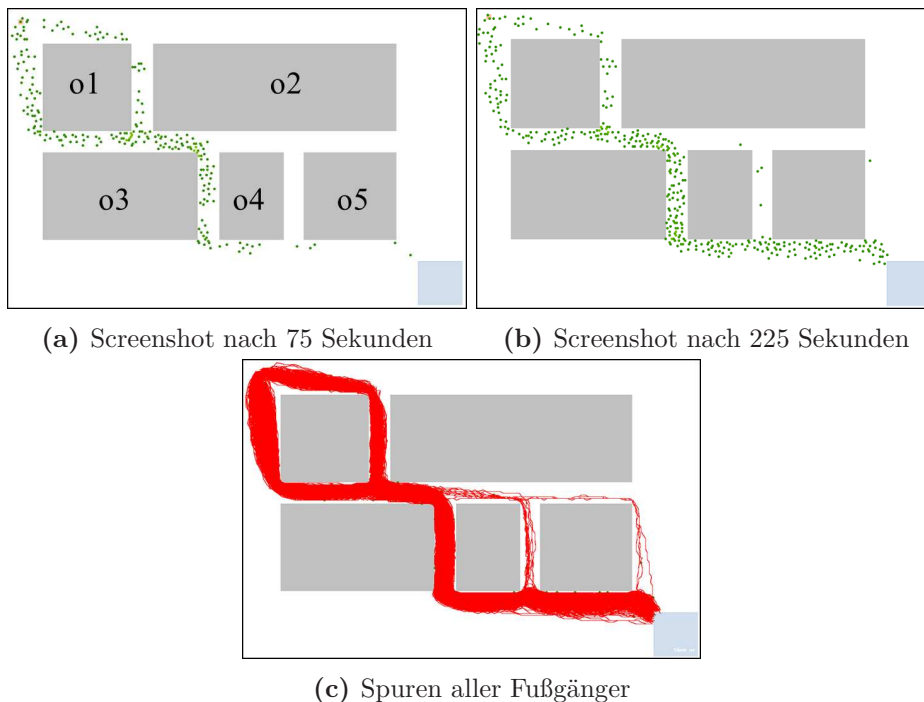 o1
o2
o3
o4
o5
(a) Screenshot nach 75 Sekunden
(b) Screenshot nach 225 Sekunden
(c) Spuren aller Fußgänger